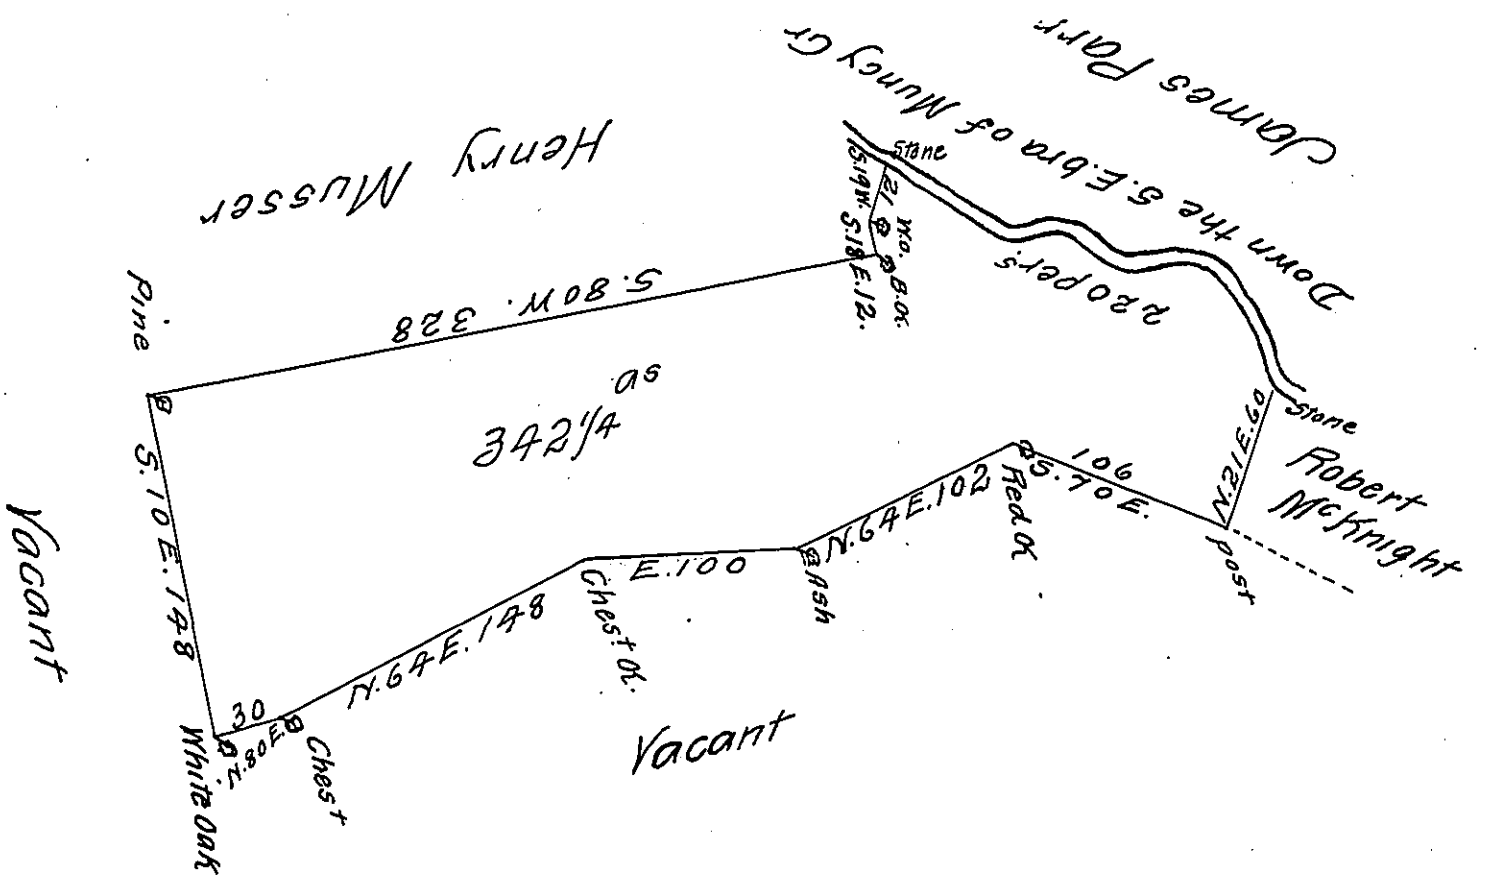 James Parr
Down the S.E. bra of Muncy Cr
220 per.s
Henry Musser
Stone
S.19W.
21
W.O.
S.18E.12.
B.OK.
S.80W. 328
Pine
as
342 1/4
S.10E.148
Vacant
White Oak
30
N.80E.
Chest
N.64E.148
Chest OK.
E.100
Ash
N.64E.102
Red OK
106
S.70E.
Post
N.21E.60
Stone
Robert
McKnight
Vacant